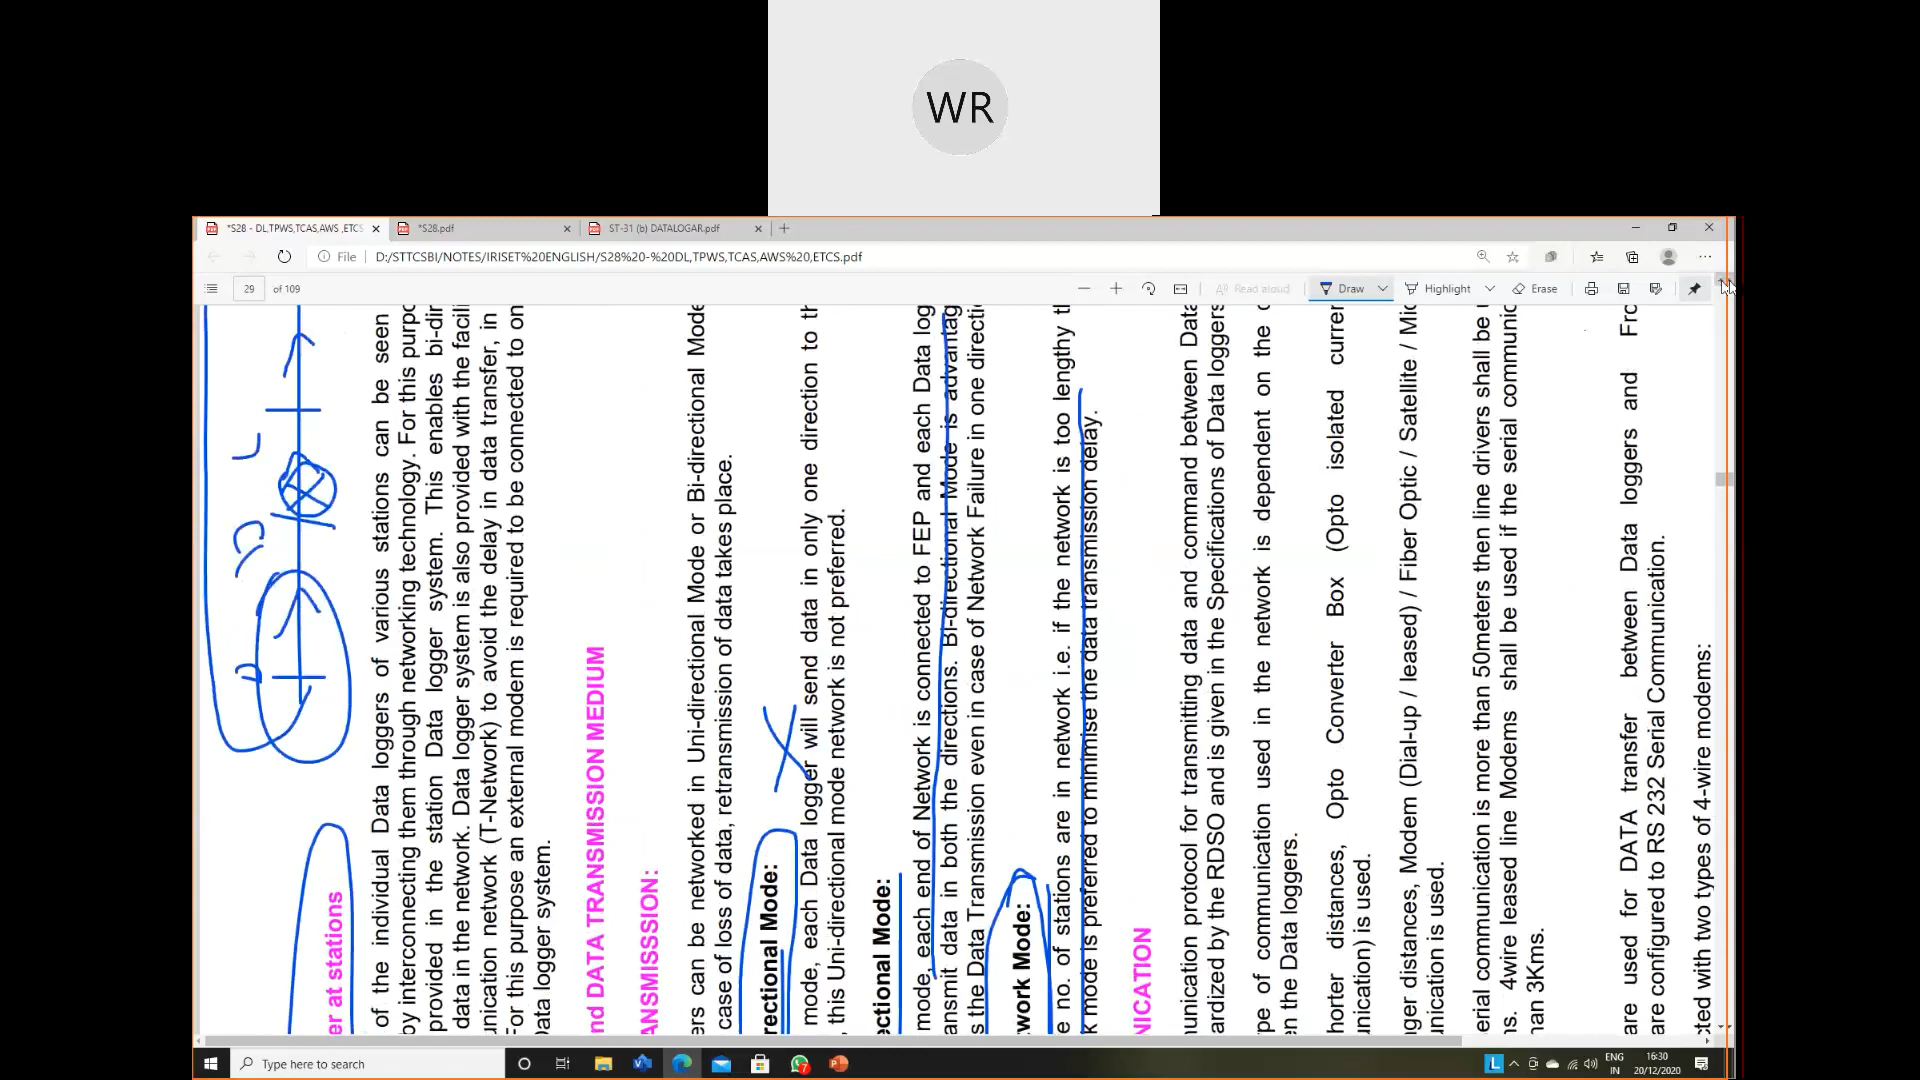 WR
*S28 - DL,TPWS,TCAS,AWS ,ETCS
*S28.pdf
ST-31 (b) DATALOGAR.pdf
File D:/STTCSBI/NOTES/IRISET%20ENGLISH/S28%20-%20DL,TPWS,TCAS,AWS%20,ETCS.pdf
29 of 109
Read aloud Draw Highlight Erase
er at stations
of the individual Data loggers of various stations can be seen
by interconnecting them through networking technology. For this purpo
provided in the station Data logger system. This enables bi-dir
data in the network. Data logger system is also provided with the facili
unication network (T-Network) to avoid the delay in data transfer, in
For this purpose an external modem is required to be connected to on
Data logger system.
nd DATA TRANSMISSION MEDIUM
ANSMISSSION:
ers can be networked in Uni-directional Mode or Bi-directional Mode
case of loss of data, retransmission of data takes place.
rectional Mode:
mode, each Data logger will send data in only one direction to th
, this Uni-directional mode network is not preferred.
ectional Mode:
mode, each end of Network is connected to FEP and each Data log
ansmit data in both the directions. Bi-directional Mode is advantag
s the Data Transmission even in case of Network Failure in one directi
work Mode:
e no. of stations are in network i.e. if the network is too lengthy th
k mode is preferred to minimise the data transmission delay.
NICATION
nunication protocol for transmitting data and command between Data
ardized by the RDSO and is given in the Specifications of Data loggers
ype of communication used in the network is dependent on the
en the Data loggers.
horter distances, Opto Converter Box (Opto isolated curren
unication) is used.
nger distances, Modem (Dial-up / leased) / Fiber Optic / Satellite / Mic
unication is used.
erial communication is more than 50meters then line drivers shall be
ns. 4wire leased line Modems shall be used if the serial communic
han 3Kms.
are used for DATA transfer between Data loggers and Fro
are configured to RS 232 Serial Communication.
cted with two types of 4-wire modems:
Type here to search
7
L
ENG
IN
16:30
20/12/2020